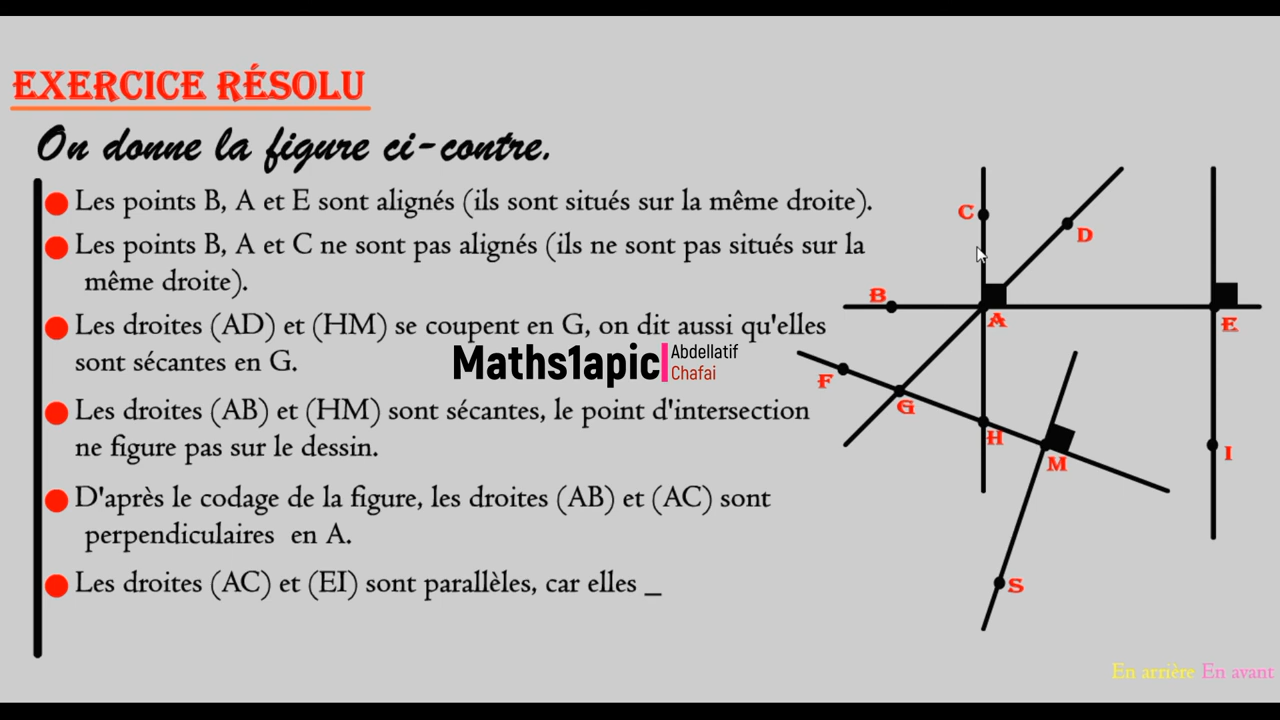 EXERCICE RÉSOLU
On donne la figure ci-contre.
Les points B, A et E sont alignés (ils sont situés sur la même droite).
Les points B, A et C ne sont pas alignés (ils ne sont pas situés sur la
même droite).
Les droites (AD) et (HM) se coupent en G, on dit aussi qu'elles
sont sécantes en G.
Maths1apic
Abdellatif
Chafai
Les droites (AB) et (HM) sont sécantes, le point d'intersection
ne figure pas sur le dessin.
D'après le codage de la figure, les droites (AB) et (AC) sont
perpendiculaires en A.
Les droites (AC) et (EI) sont parallèles, car elles _
C
D
B
A
E
F
G
H
M
I
S
En arrière En avant